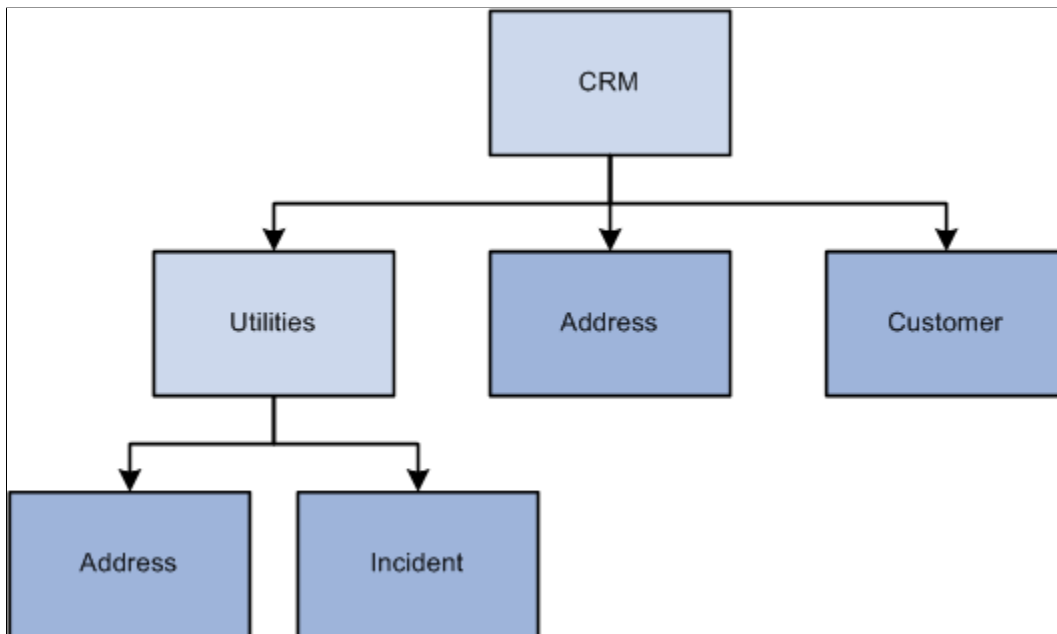 CRM
Utilities
Address
Customer
Address
Incident